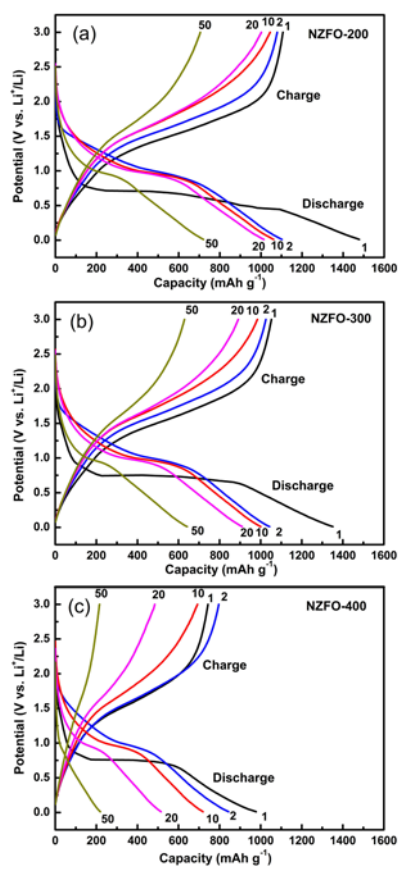 (a)
50
20 10 2 1
NZFO-200
Charge
Discharge
50
20 10 2
1
Potential (V vs. Li⁺/Li)
3.0
2.5
2.0
1.5
1.0
0.5
0.0
0 200 400 600 800 1000 1200 1400 1600
Capacity (mAh g⁻¹)
(b)
50
20 10 2 1
NZFO-300
Charge
Discharge
50
20 10 2
1
Potential (V vs. Li⁺/Li)
3.0
2.5
2.0
1.5
1.0
0.5
0.0
0 200 400 600 800 1000 1200 1400 1600
Capacity (mAh g⁻¹)
(c)
50
20
10 1 2
NZFO-400
Charge
Discharge
50
20
10 2 1
Potential (V vs. Li⁺/Li)
3.0
2.5
2.0
1.5
1.0
0.5
0.0
0 200 400 600 800 1000 1200 1400 1600
Capacity (mAh g⁻¹)